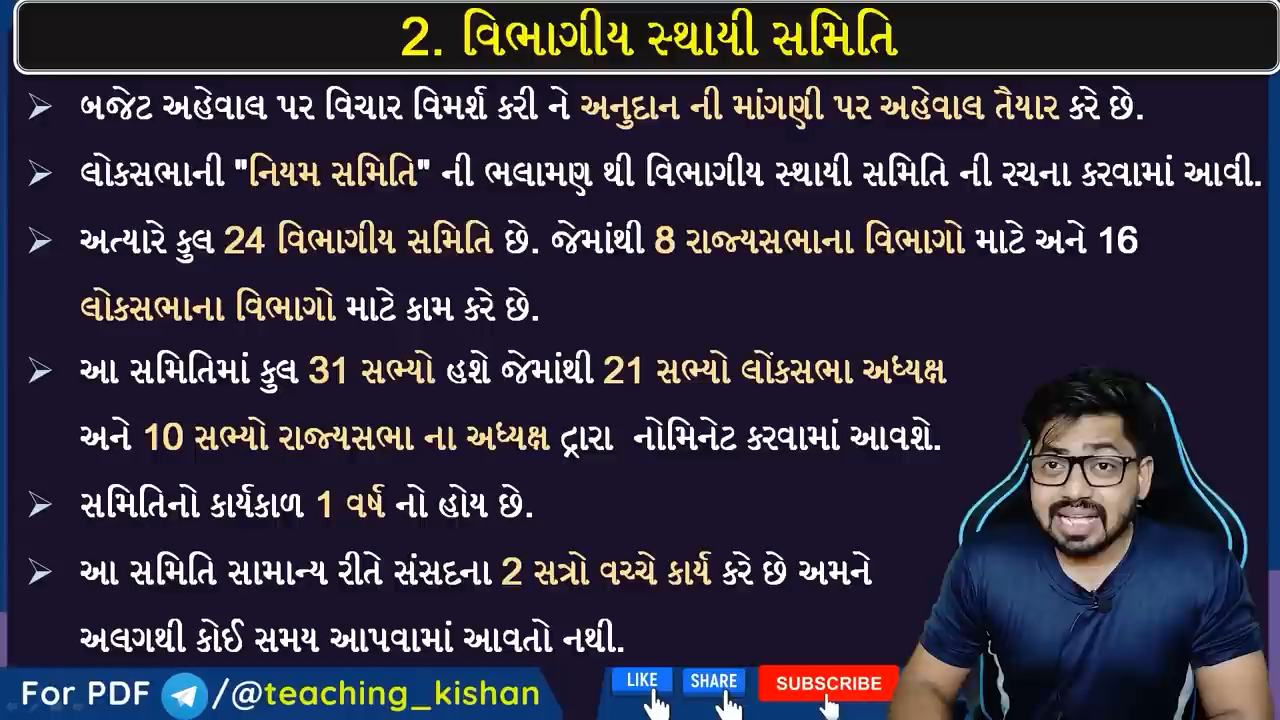 2. વિભાગીય સ્થાયી સમિતિ
➢ બજેટ અહેવાલ પર વિચાર વિમર્શ કરી ને અનુદાન ની માંગણી પર અહેવાલ તૈયાર કરે છે.
➢ લોકસભાની "નિયમ સમિતિ" ની ભલામણ થી વિભાગીય સ્થાયી સમિતિ ની રચના કરવામાં આવી.
➢ અત્યારે કુલ 24 વિભાગીય સમિતિ છે. જેમાંથી 8 રાજ્યસભાના વિભાગો માટે અને 16
લોકસભાના વિભાગો માટે કામ કરે છે.
➢ આ સમિતિમાં કુલ 31 સભ્યો હશે જેમાંથી 21 સભ્યો લોંકસભા અધ્યક્ષ
અને 10 સભ્યો રાજ્યસભા ના અધ્યક્ષ દ્રારા નોમિનેટ કરવામાં આવશે.
➢ સમિતિનો કાર્યકાળ 1 વર્ષ નો હોય છે.
➢ આ સમિતિ સામાન્ય રીતે સંસદના 2 સત્રો વચ્ચે કાર્ય કરે છે અમને
અલગથી કોઈ સમય આપવામાં આવતો નથી.
For PDF /@teaching_kishan
LIKE SHARE SUBSCRIBE